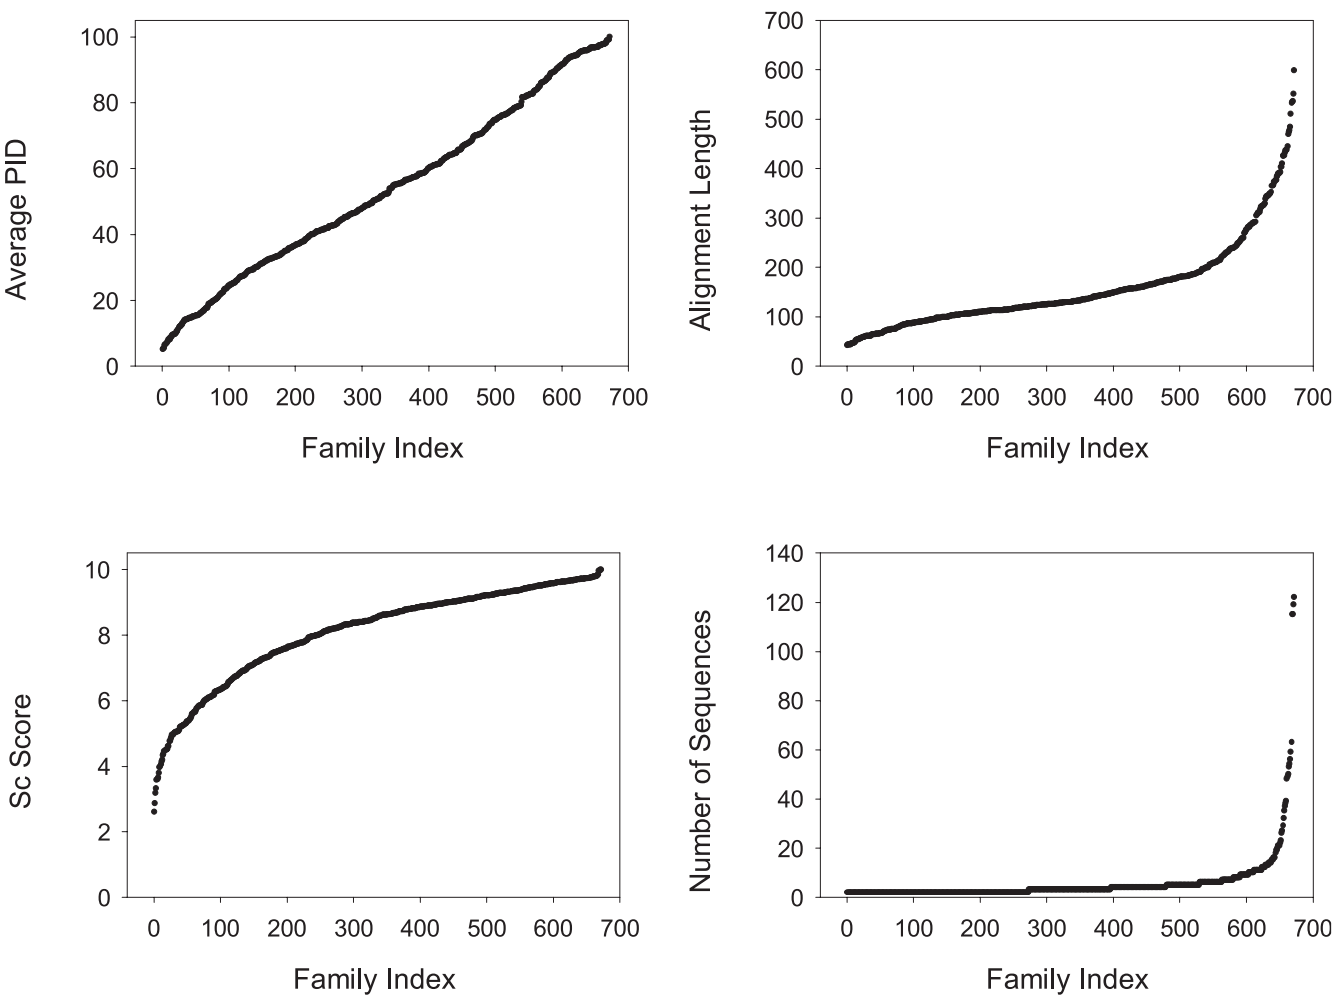 Average PID
100
80
60
40
20
0
0 100 200 300 400 500 600 700
Family Index
Alignment Length
700
600
500
400
300
200
100
0
0 100 200 300 400 500 600 700
Family Index
Sc Score
10
8
6
4
2
0
0 100 200 300 400 500 600 700
Family Index
Number of Sequences
140
120
100
80
60
40
20
0
0 100 200 300 400 500 600 700
Family Index